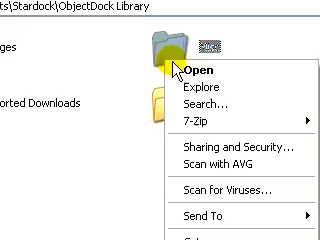 ts\Stardock\ObjectDock Library
ges
Open
Explore
orted Downloads
Search...
7-Zip
Sharing and Security...
Scan with AVG
Scan for Viruses...
Send To